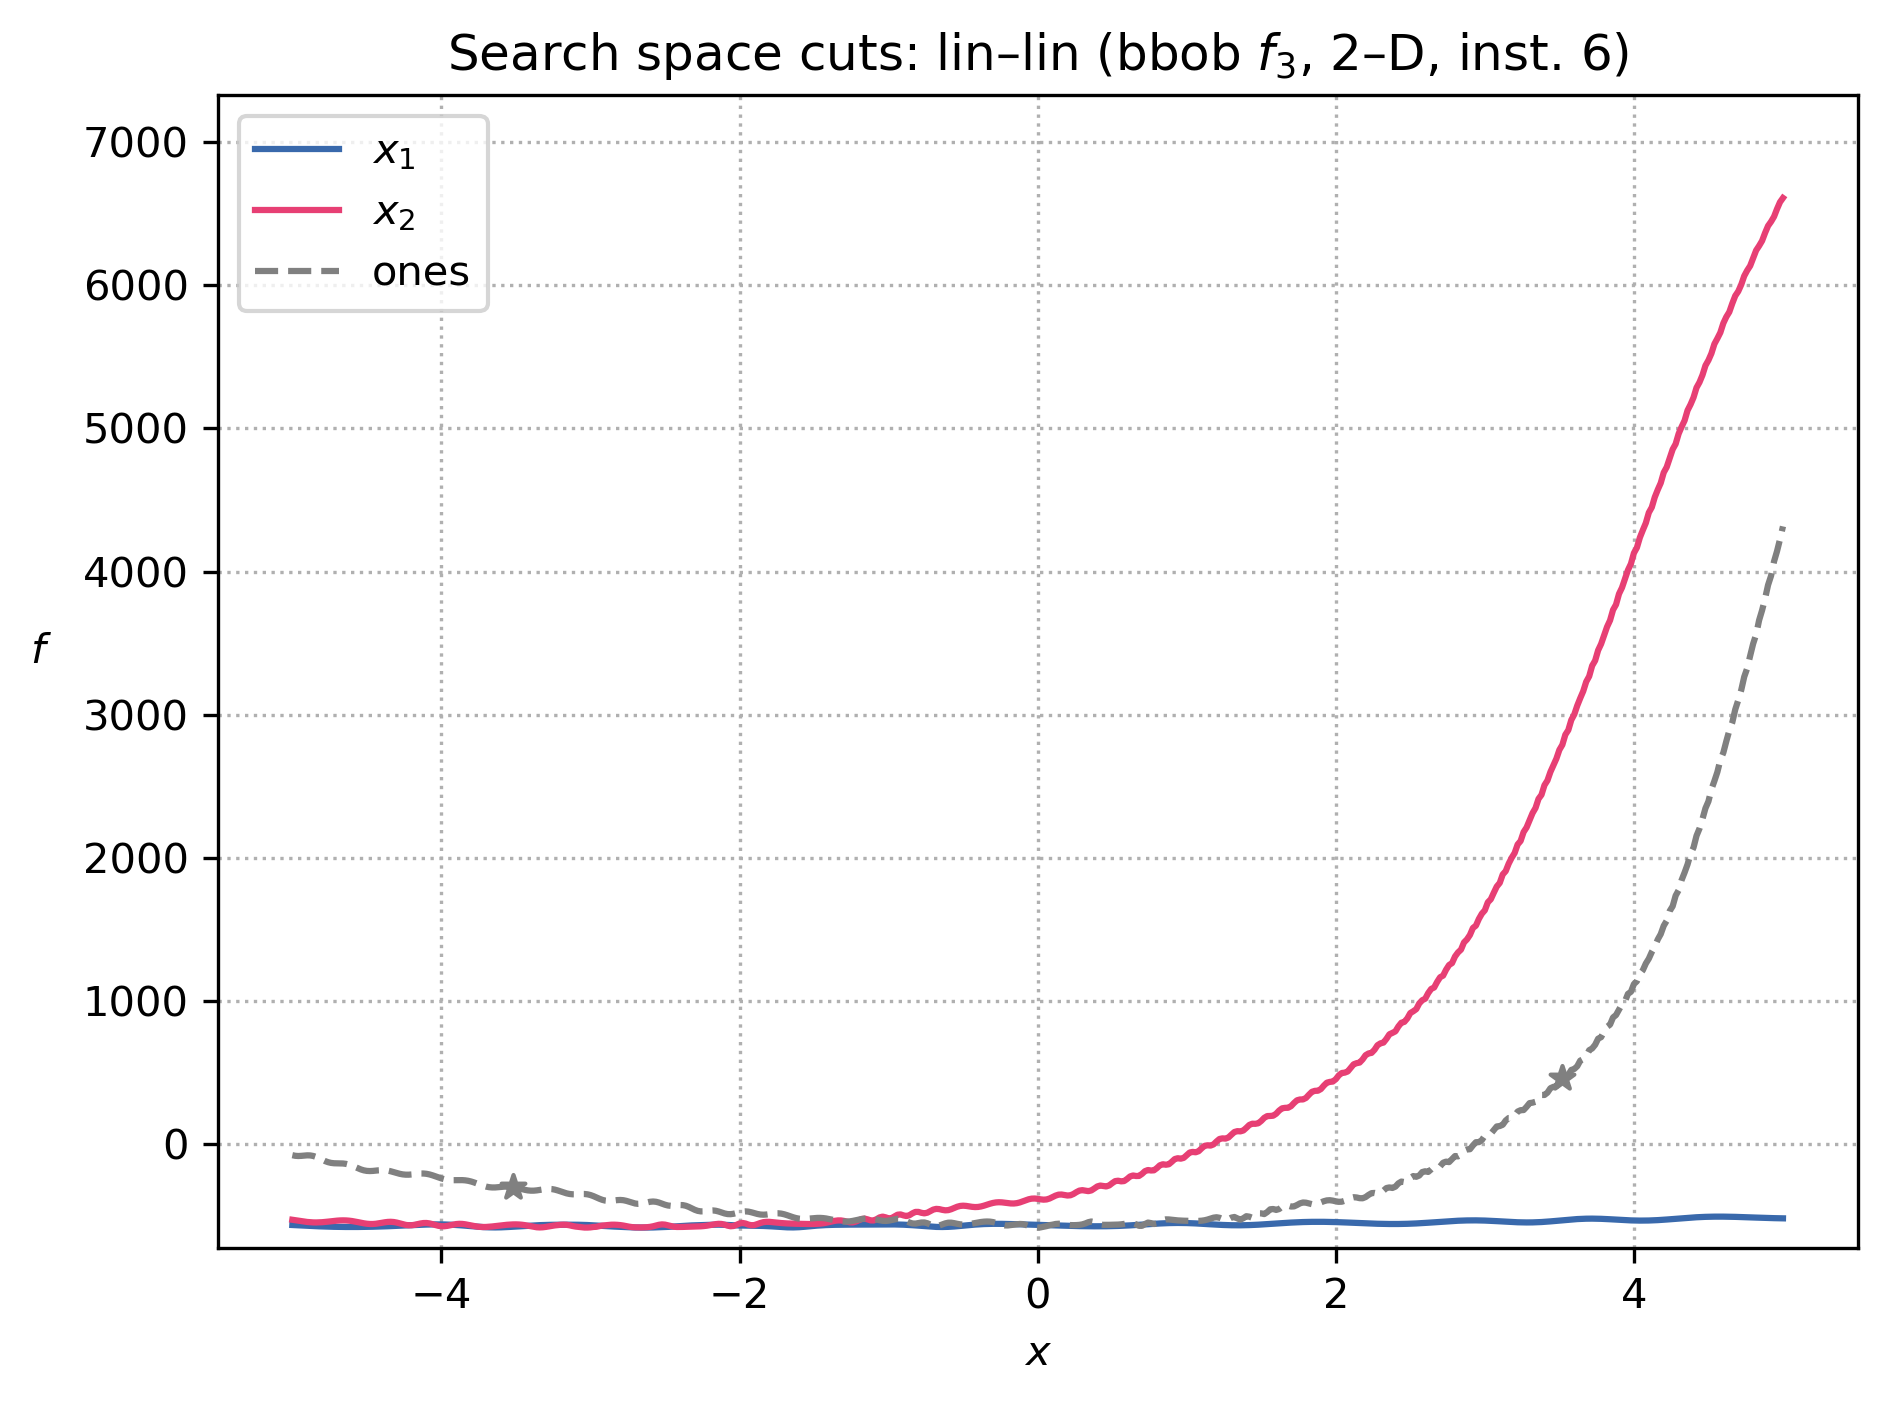 Search space cuts: lin–lin (bbob f₃, 2–D, inst. 6)
x₁
x₂
ones
7000
6000
5000
4000
3000
2000
1000
0
f
−4 −2 0 2 4
x